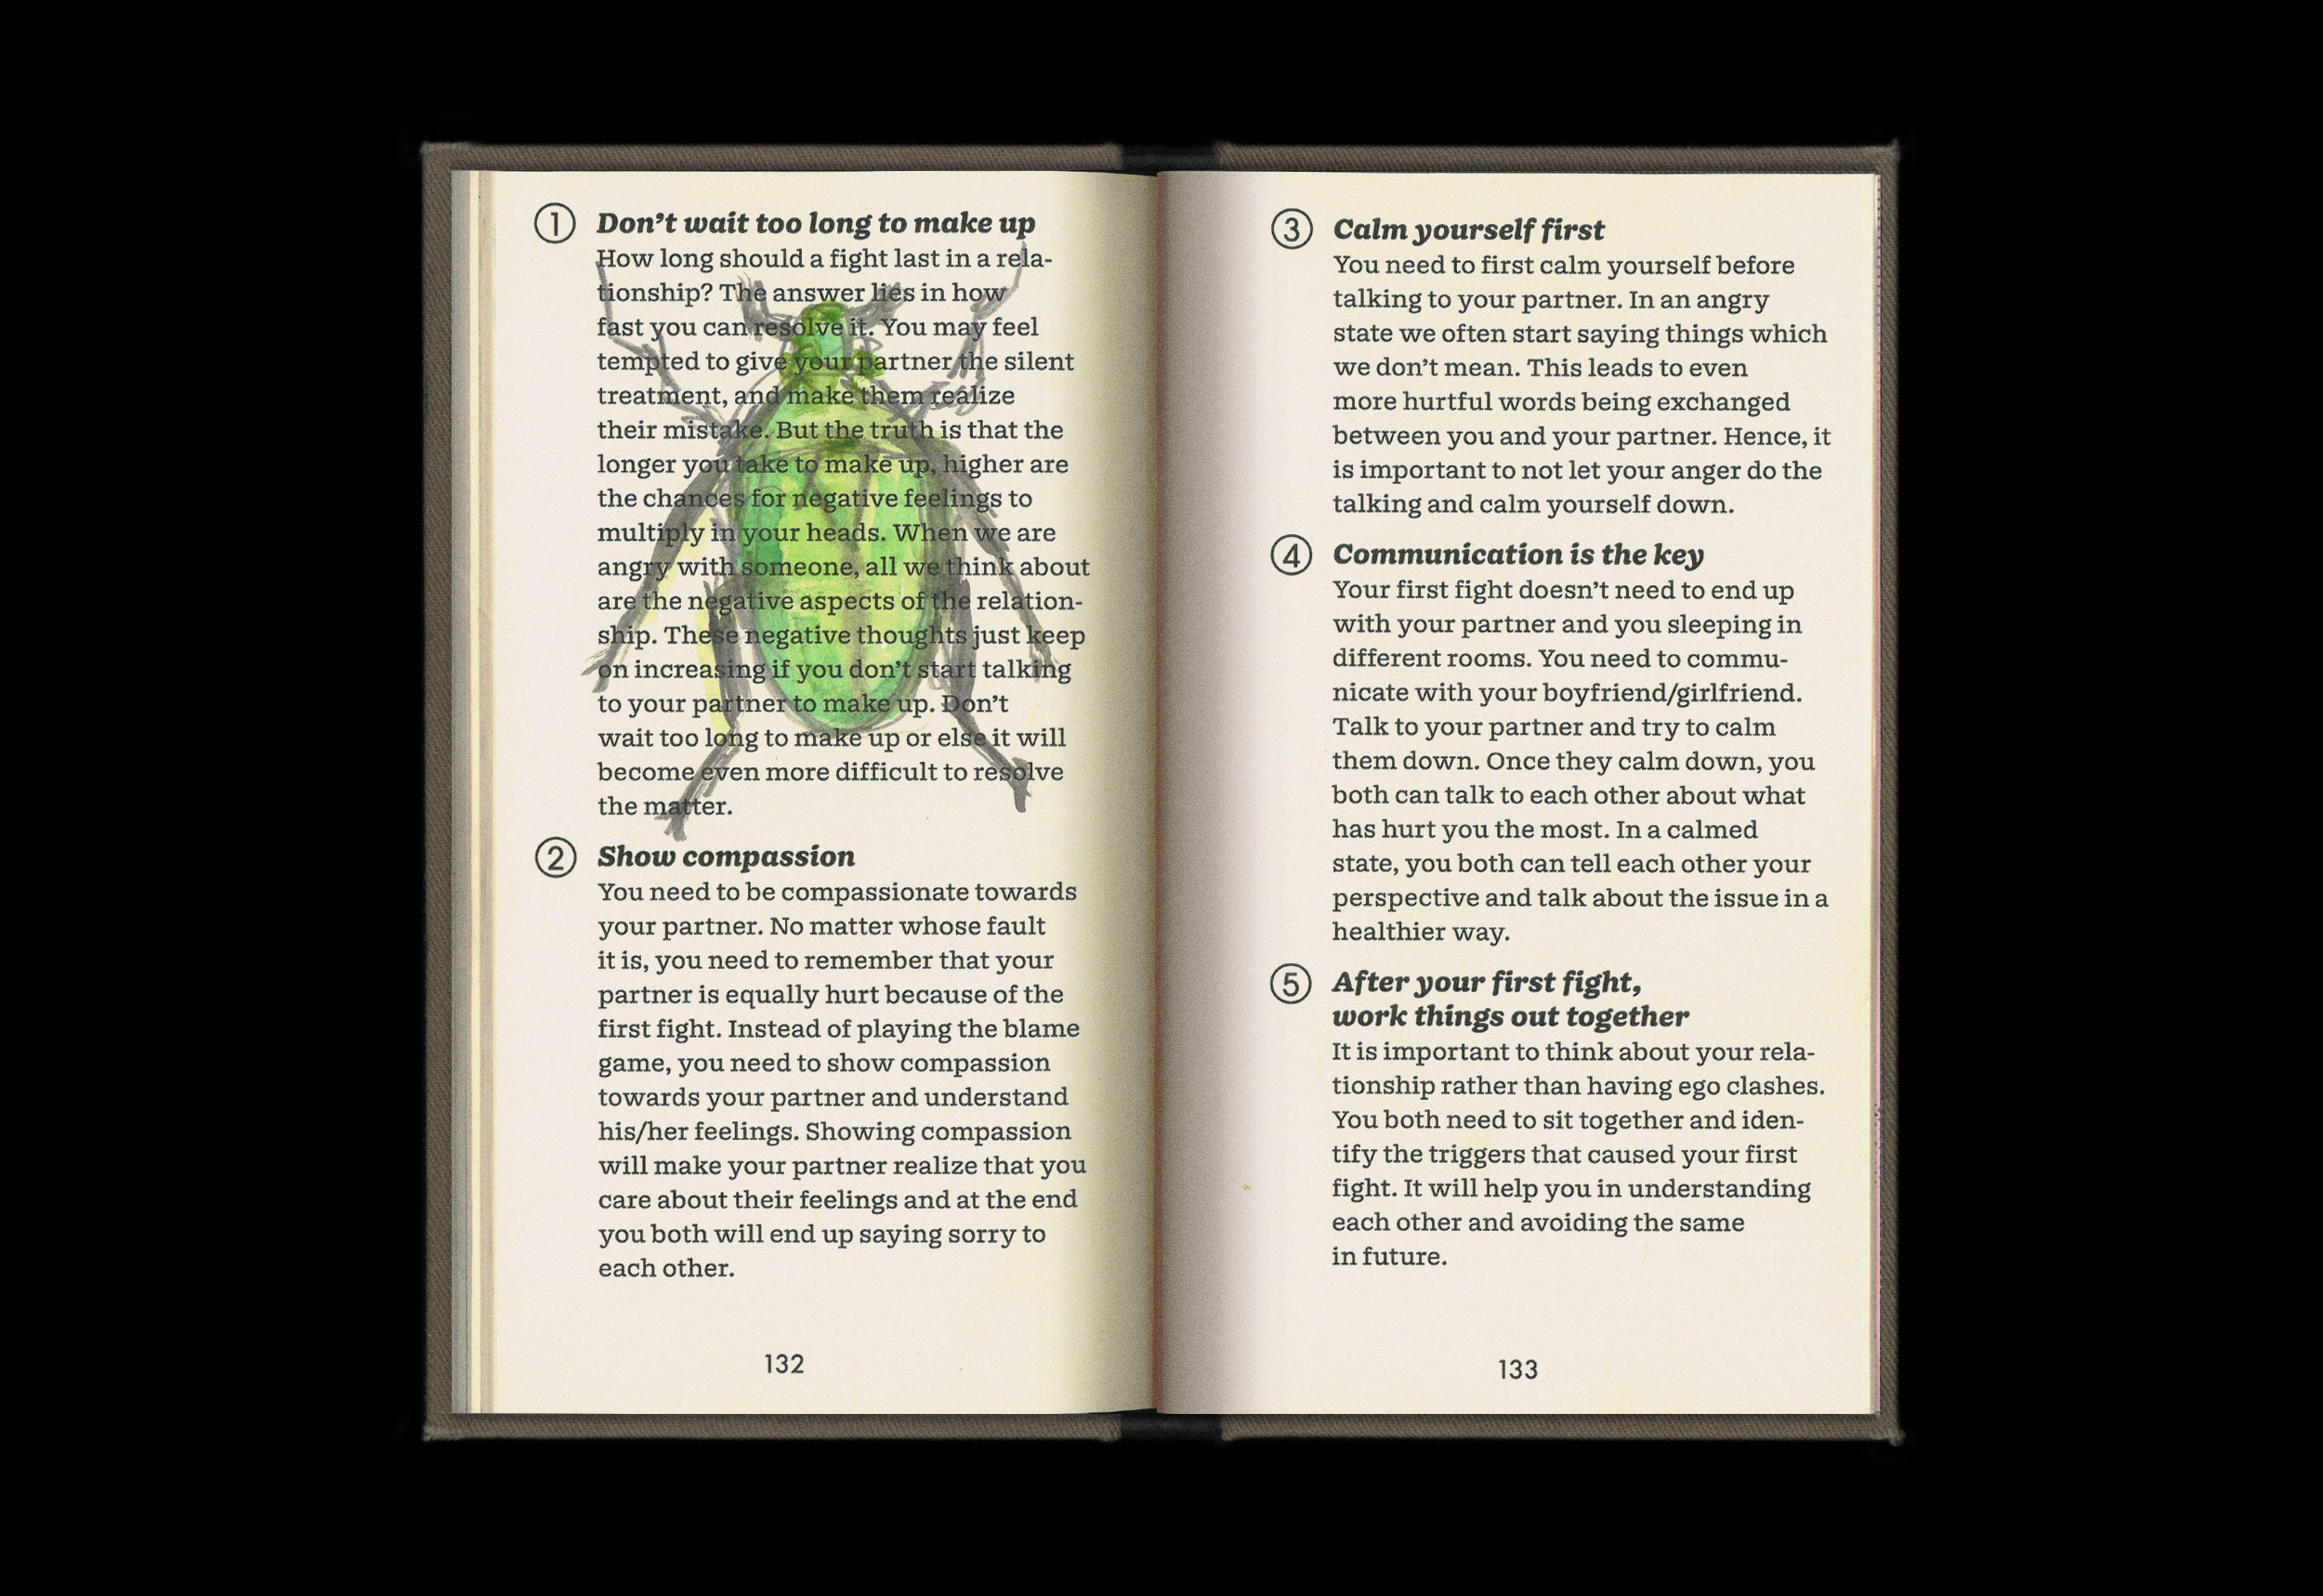 ① Don’t wait too long to make up
How long should a fight last in a rela-
tionship? The answer lies in how
fast you can resolve it. You may feel
tempted to give your partner the silent
treatment, and make them realize
their mistake. But the truth is that the
longer you take to make up, higher are
the chances for negative feelings to
multiply in your heads. When we are
angry with someone, all we think about
are the negative aspects of the relation-
ship. These negative thoughts just keep
on increasing if you don’t start talking
to your partner to make up. Don’t
wait too long to make up or else it will
become even more difficult to resolve
the matter.
② Show compassion
You need to be compassionate towards
your partner. No matter whose fault
it is, you need to remember that your
partner is equally hurt because of the
first fight. Instead of playing the blame
game, you need to show compassion
towards your partner and understand
his/her feelings. Showing compassion
will make your partner realize that you
care about their feelings and at the end
you both will end up saying sorry to
each other.
132
③ Calm yourself first
You need to first calm yourself before
talking to your partner. In an angry
state we often start saying things which
we don’t mean. This leads to even
more hurtful words being exchanged
between you and your partner. Hence, it
is important to not let your anger do the
talking and calm yourself down.
④ Communication is the key
Your first fight doesn’t need to end up
with your partner and you sleeping in
different rooms. You need to commu-
nicate with your boyfriend/girlfriend.
Talk to your partner and try to calm
them down. Once they calm down, you
both can talk to each other about what
has hurt you the most. In a calmed
state, you both can tell each other your
perspective and talk about the issue in a
healthier way.
⑤ After your first fight,
work things out together
It is important to think about your rela-
tionship rather than having ego clashes.
You both need to sit together and iden-
tify the triggers that caused your first
fight. It will help you in understanding
each other and avoiding the same
in future.
133